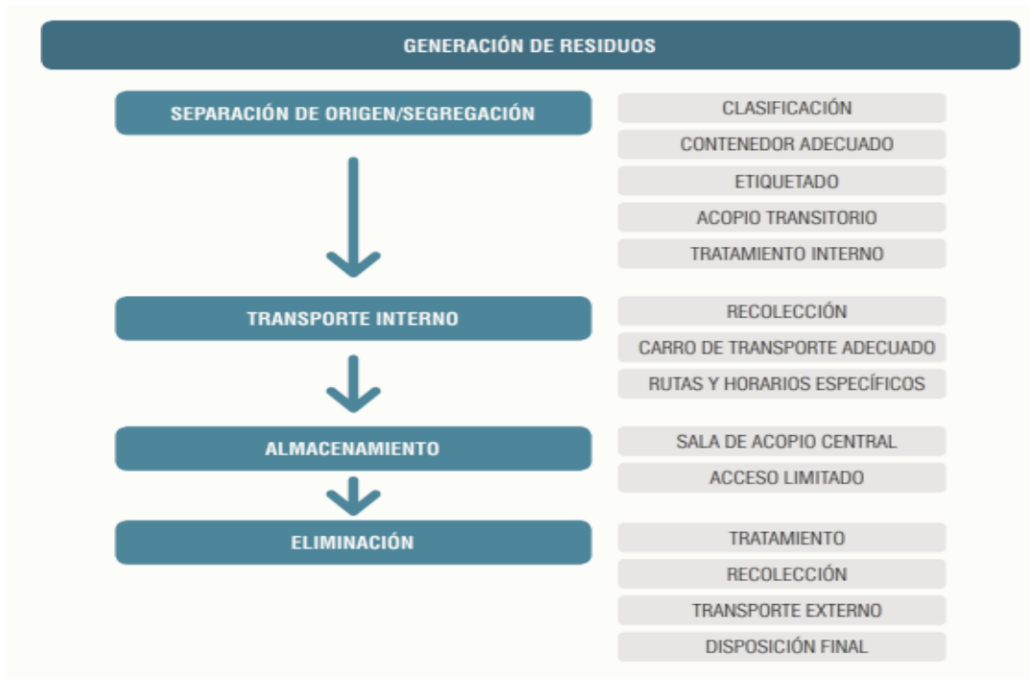 GENERACIÓN DE RESIDUOS
SEPARACIÓN DE ORIGEN/SEGREGACIÓN
CLASIFICACIÓN
CONTENEDOR ADECUADO
ETIQUETADO
ACOPIO TRANSITORIO
TRATAMIENTO INTERNO
TRANSPORTE INTERNO
RECOLECCIÓN
CARRO DE TRANSPORTE ADECUADO
RUTAS Y HORARIOS ESPECÍFICOS
ALMACENAMIENTO
SALA DE ACOPIO CENTRAL
ACCESO LIMITADO
ELIMINACIÓN
TRATAMIENTO
RECOLECCIÓN
TRANSPORTE EXTERNO
DISPOSICIÓN FINAL